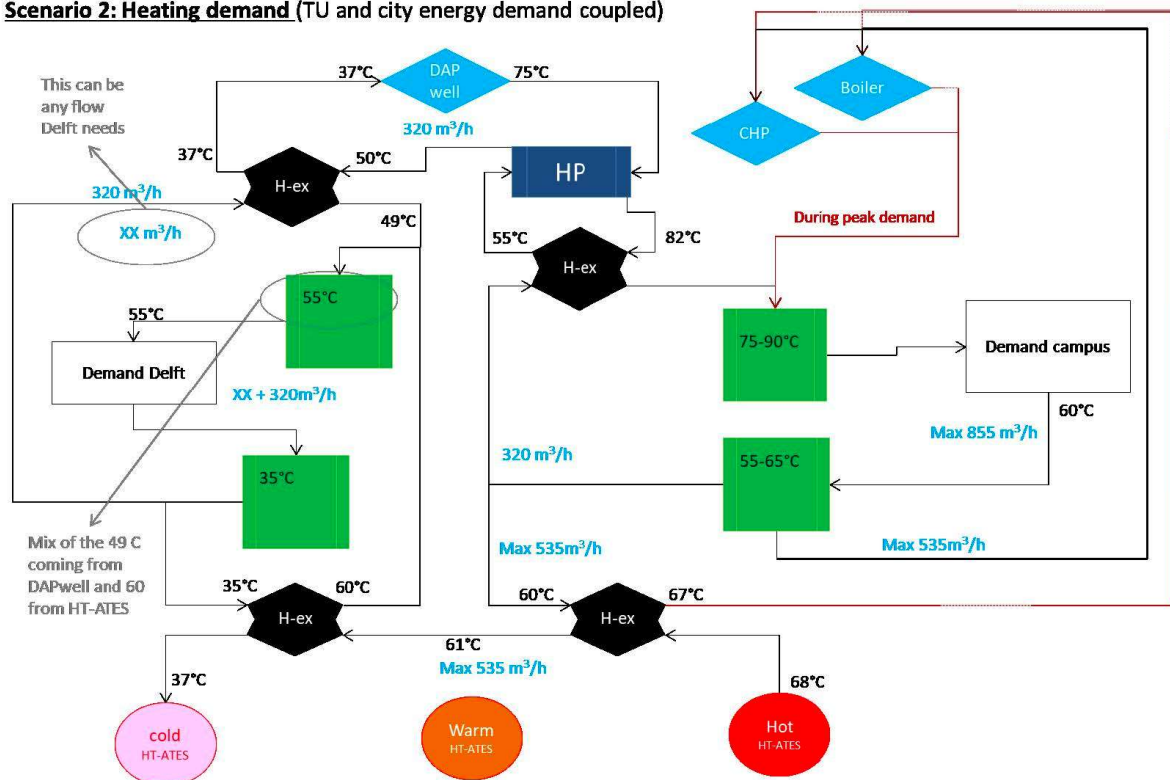 Scenario 2: Heating demand (TU and city energy demand coupled)
This can be
any flow
Delft needs
37°C
DAP
well
75°C
Boiler
CHP
320 m³/h
37°C
50°C
H-ex
HP
320 m³/h
XX m³/h
49°C
55°C
82°C
During peak demand
H-ex
55°C
55°C
75-90°C
Demand campus
Demand Delft
XX + 320m³/h
60°C
Max 855 m³/h
320 m³/h
55-65°C
35°C
Mix of the 49 C
coming from
DAPwell and 60
from HT-ATES
Max 535m³/h
Max 535m³/h
35°C
60°C
H-ex
60°C
67°C
H-ex
61°C
Max 535 m³/h
37°C
68°C
cold
HT-ATES
Warm
HT-ATES
Hot
HT-ATES